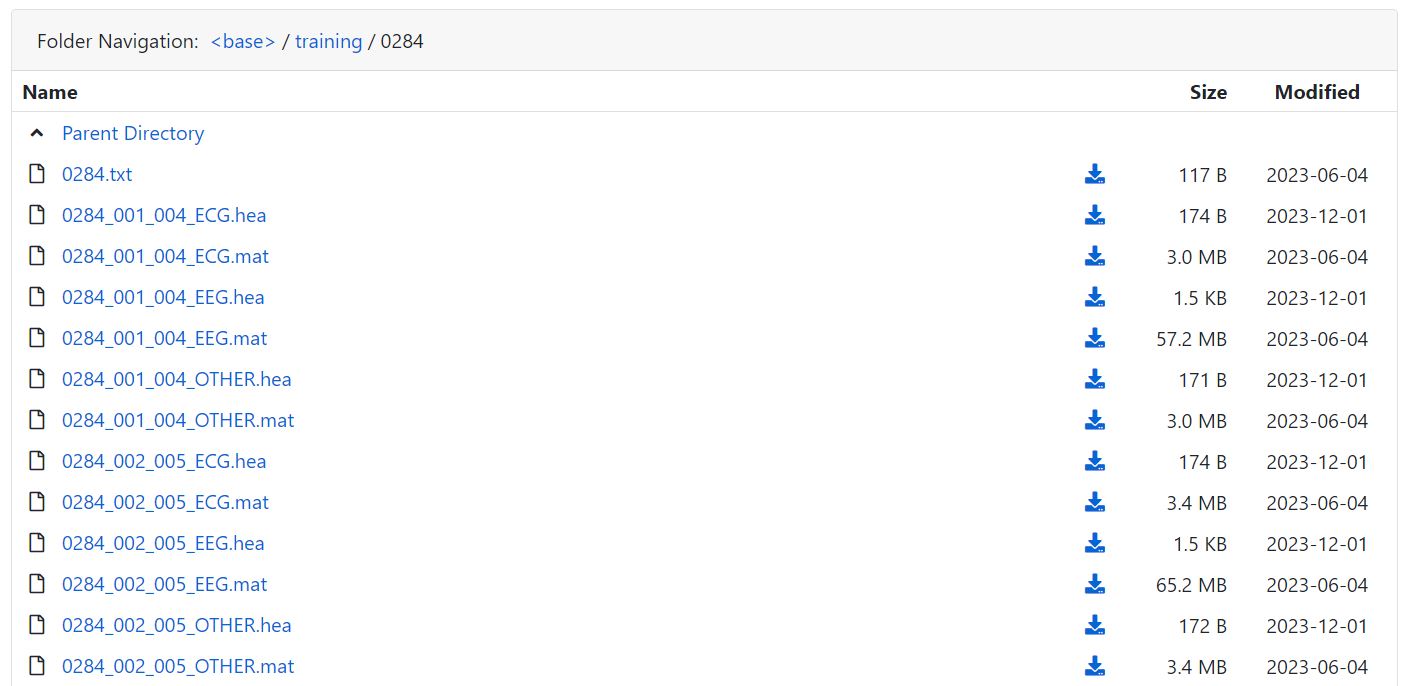 Folder Navigation: <base> / training / 0284
Name Size Modified
Parent Directory
0284.txt 117 B 2023-06-04
0284_001_004_ECG.hea 174 B 2023-12-01
0284_001_004_ECG.mat 3.0 MB 2023-06-04
0284_001_004_EEG.hea 1.5 KB 2023-12-01
0284_001_004_EEG.mat 57.2 MB 2023-06-04
0284_001_004_OTHER.hea 171 B 2023-12-01
0284_001_004_OTHER.mat 3.0 MB 2023-06-04
0284_002_005_ECG.hea 174 B 2023-12-01
0284_002_005_ECG.mat 3.4 MB 2023-06-04
0284_002_005_EEG.hea 1.5 KB 2023-12-01
0284_002_005_EEG.mat 65.2 MB 2023-06-04
0284_002_005_OTHER.hea 172 B 2023-12-01
0284_002_005_OTHER.mat 3.4 MB 2023-06-04